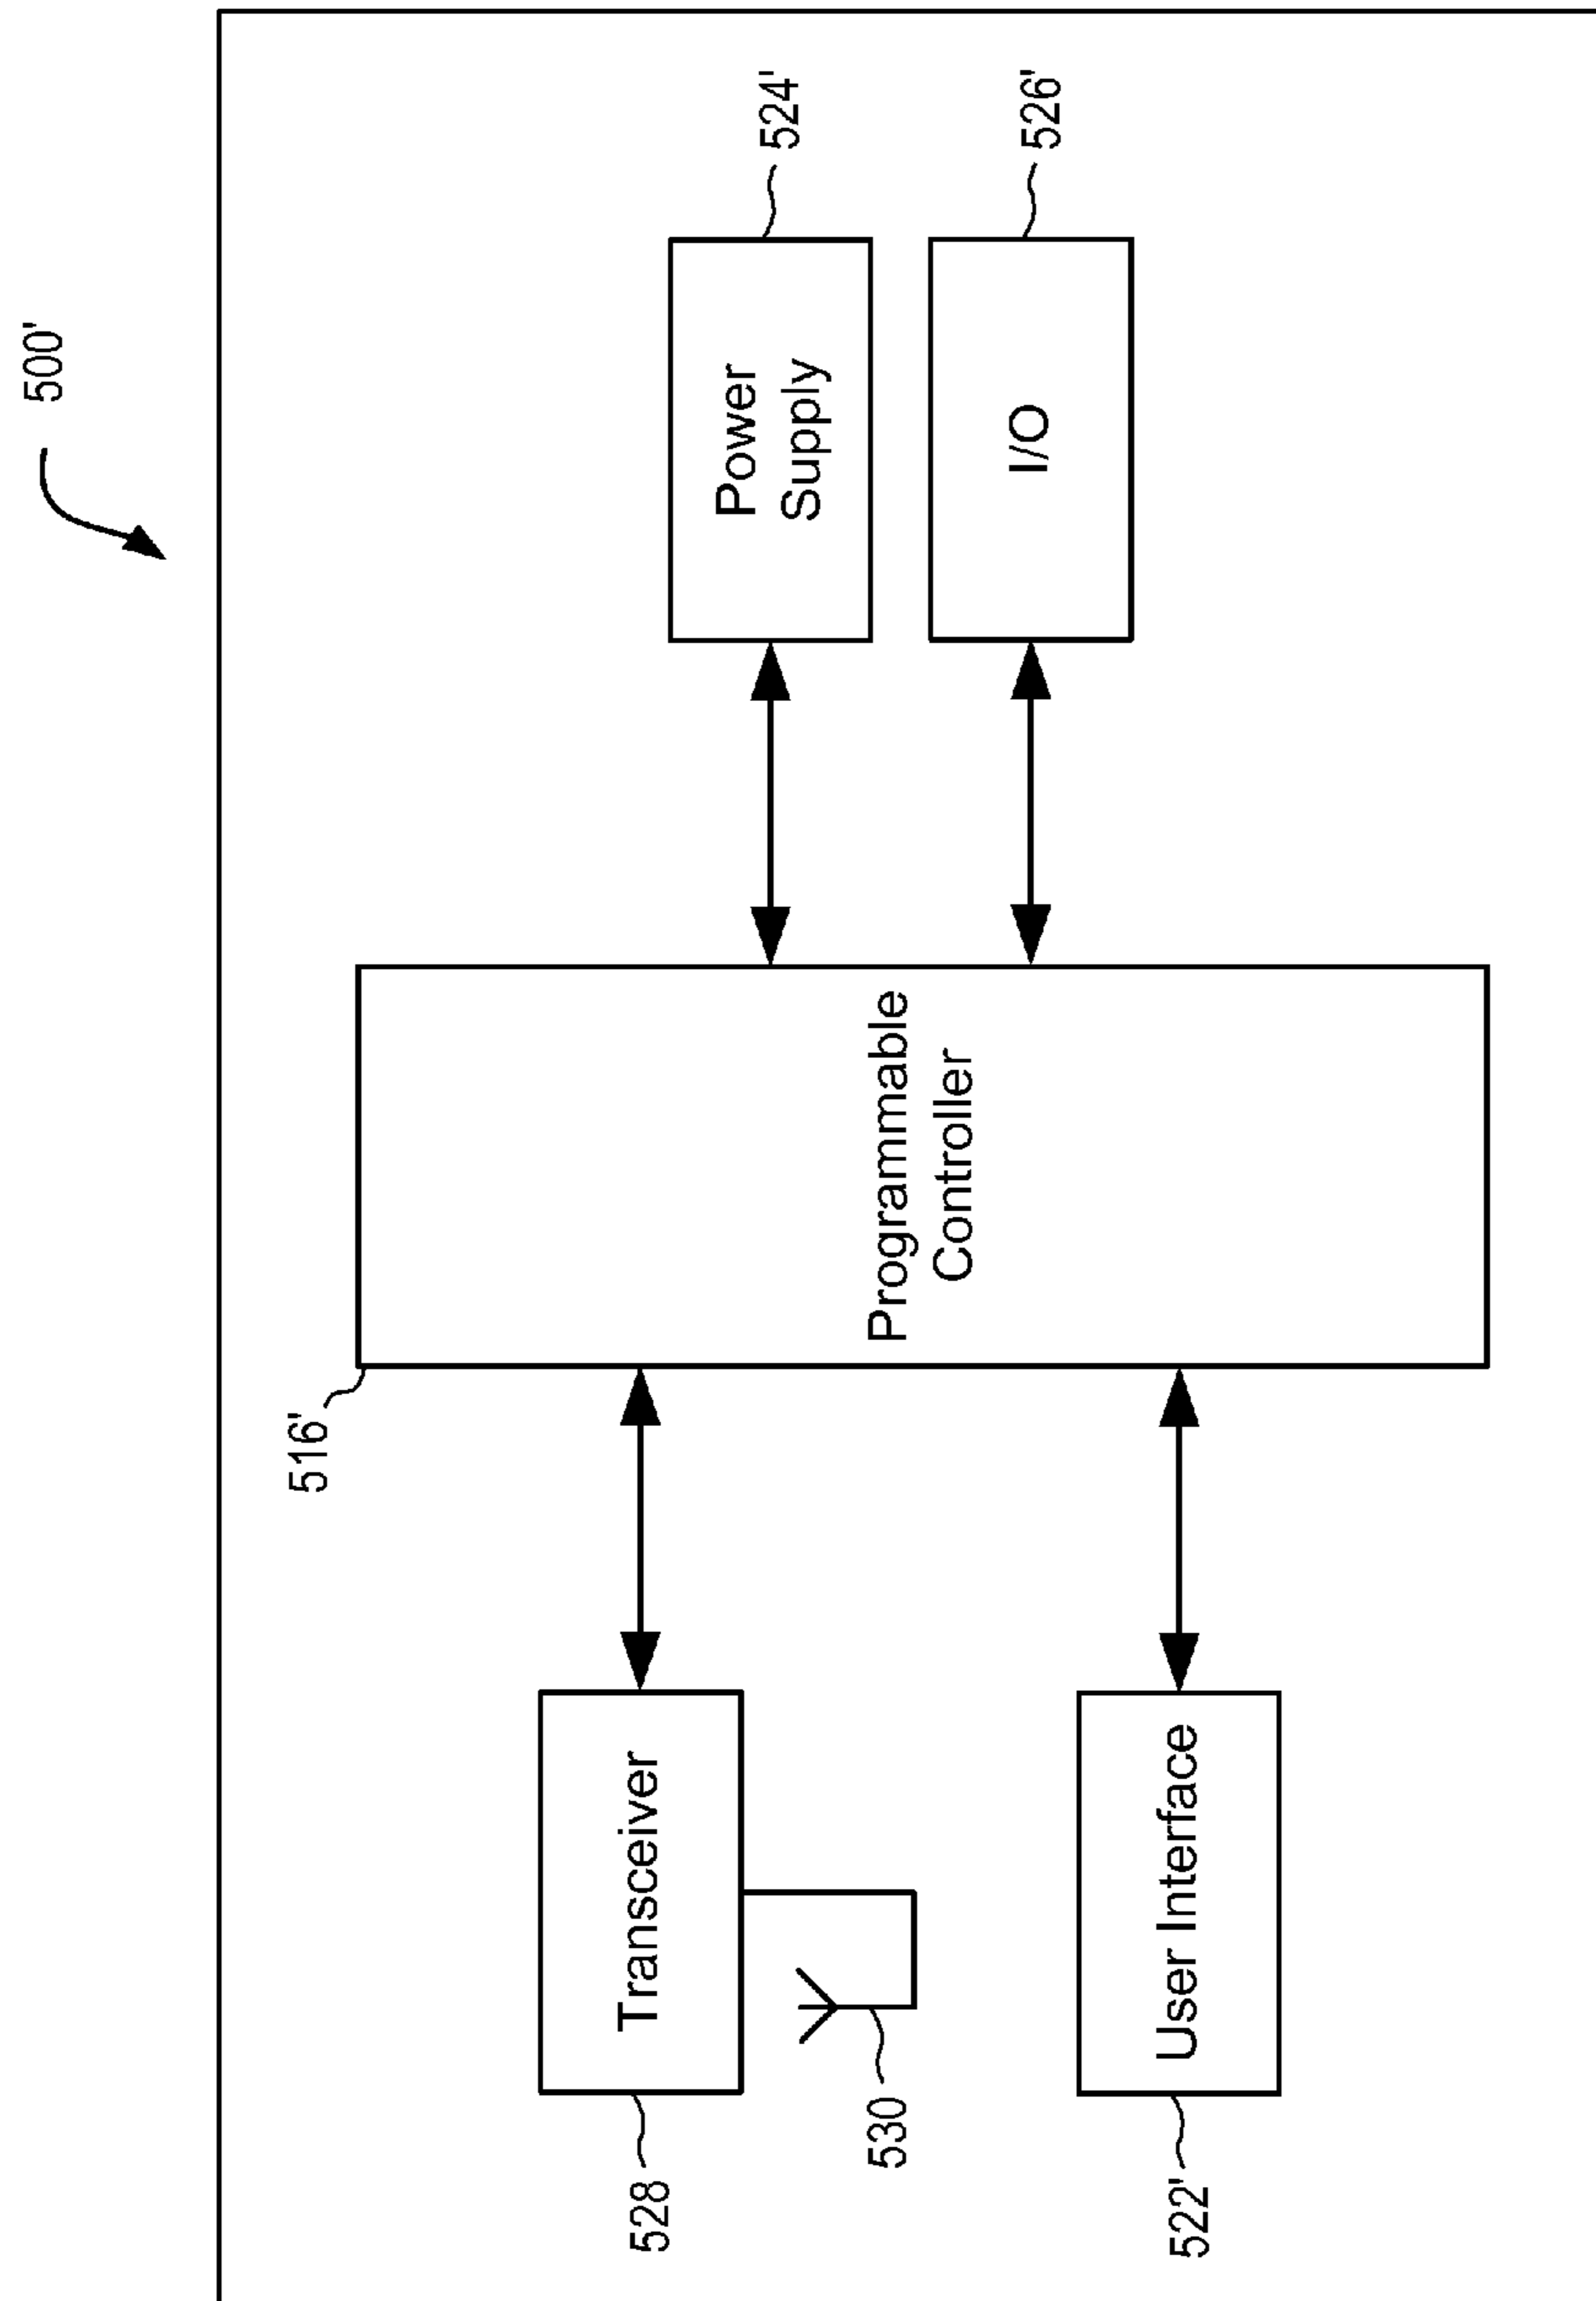 500'
528
Transceiver
530
522'
User Interface
516'
Programmable
Controller
524'
Power
Supply
526'
I/O